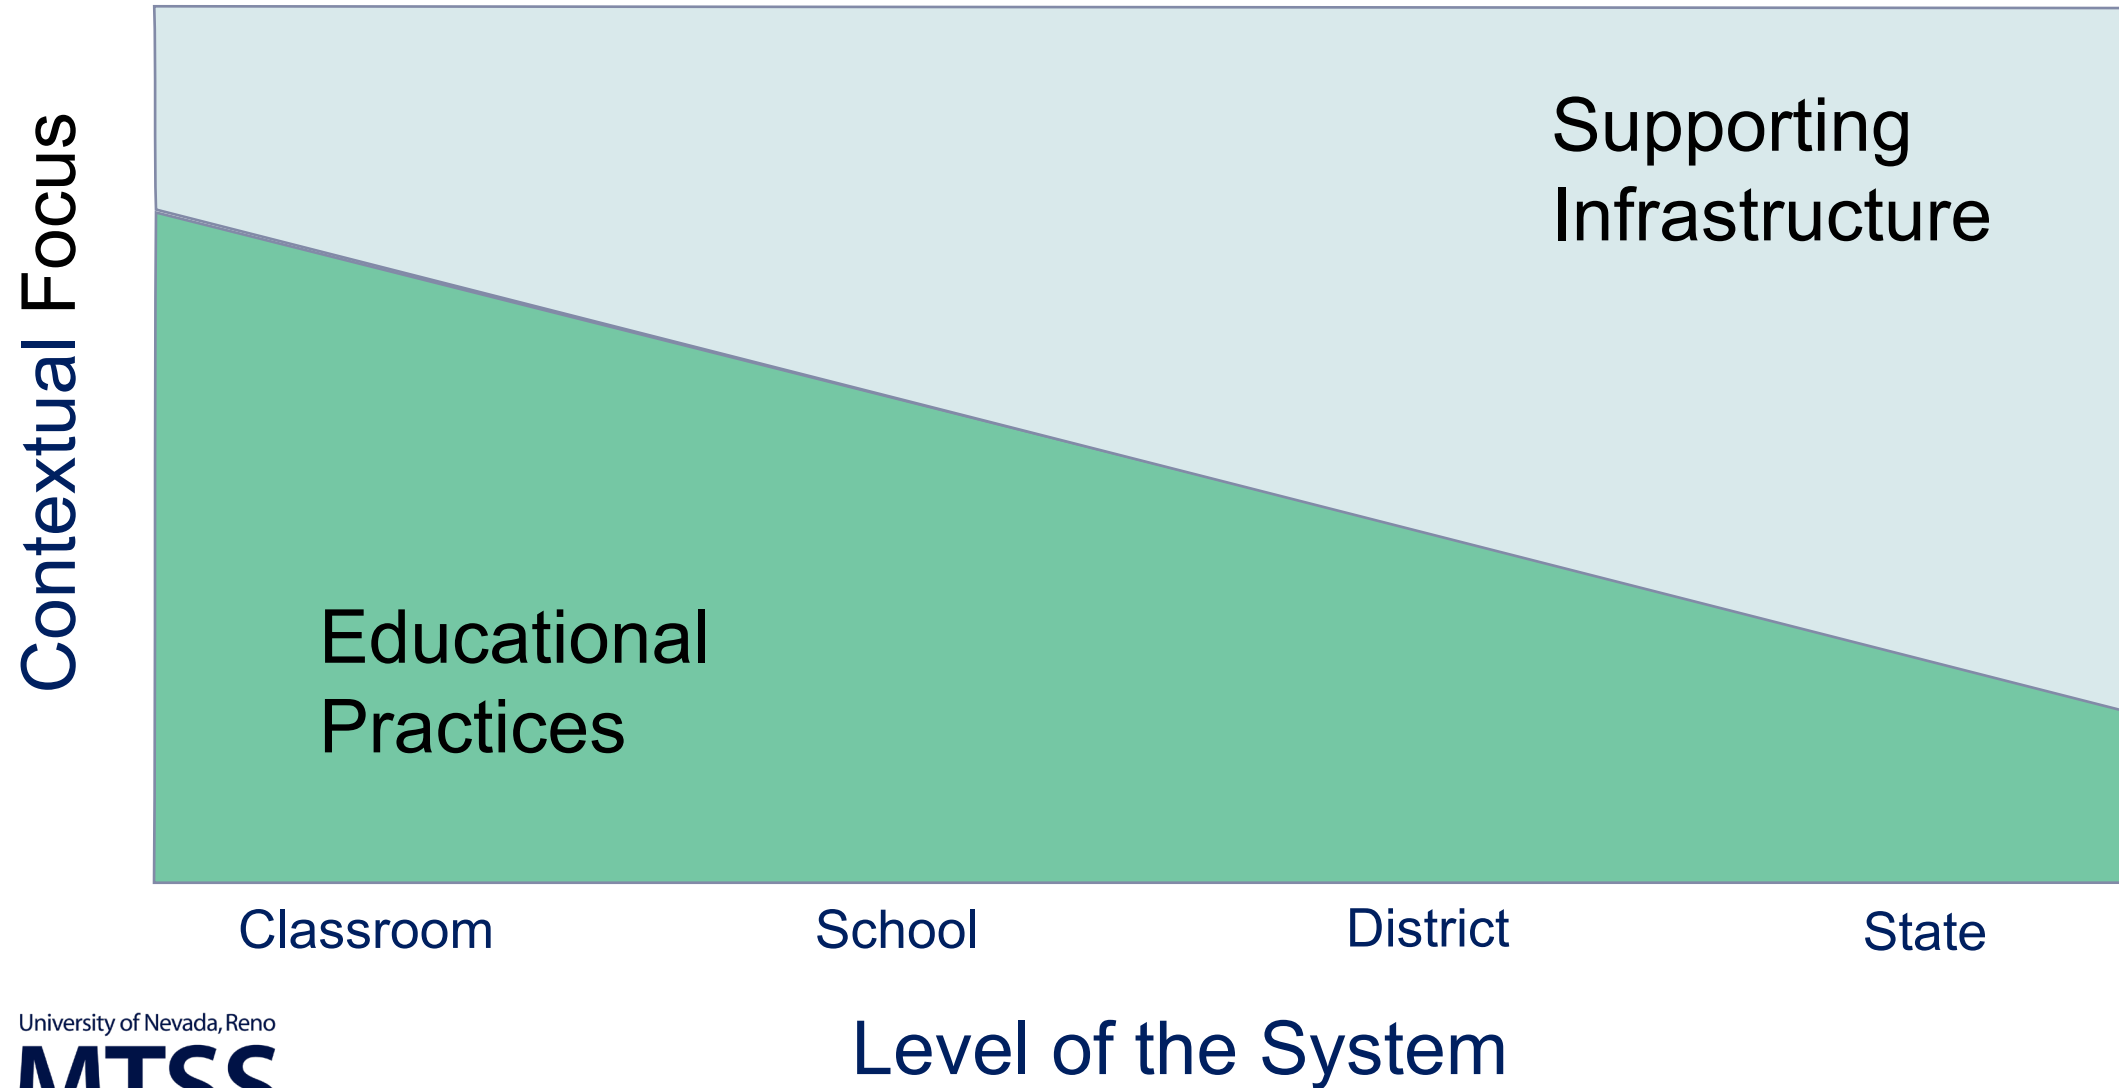 Contextual Focus
Supporting
Infrastructure
Educational
Practices
Classroom
School
District
State
Level of the System
University of Nevada, Reno
MTSS